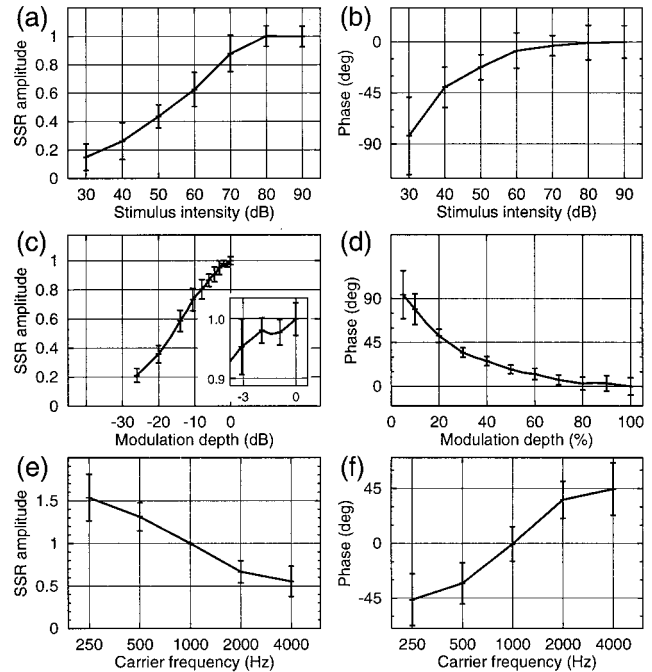 (a)
SSR amplitude
1
0.8
0.6
0.4
0.2
0
30 40 50 60 70 80 90
Stimulus intensity (dB)
(b)
Phase (deg)
0
-45
-90
30 40 50 60 70 80 90
Stimulus intensity (dB)
(c)
SSR amplitude
1
0.8
0.6
0.4
0.2
0
1.0
0.9
-3 0
-30 -20 -10 0
Modulation depth (dB)
(d)
Phase (deg)
90
45
0
0 20 40 60 80 100
Modulation depth (%)
(e)
SSR amplitude
1.5
1
0.5
0
250 500 1000 2000 4000
Carrier frequency (Hz)
(f)
Phase (deg)
45
0
-45
250 500 1000 2000 4000
Carrier frequency (Hz)